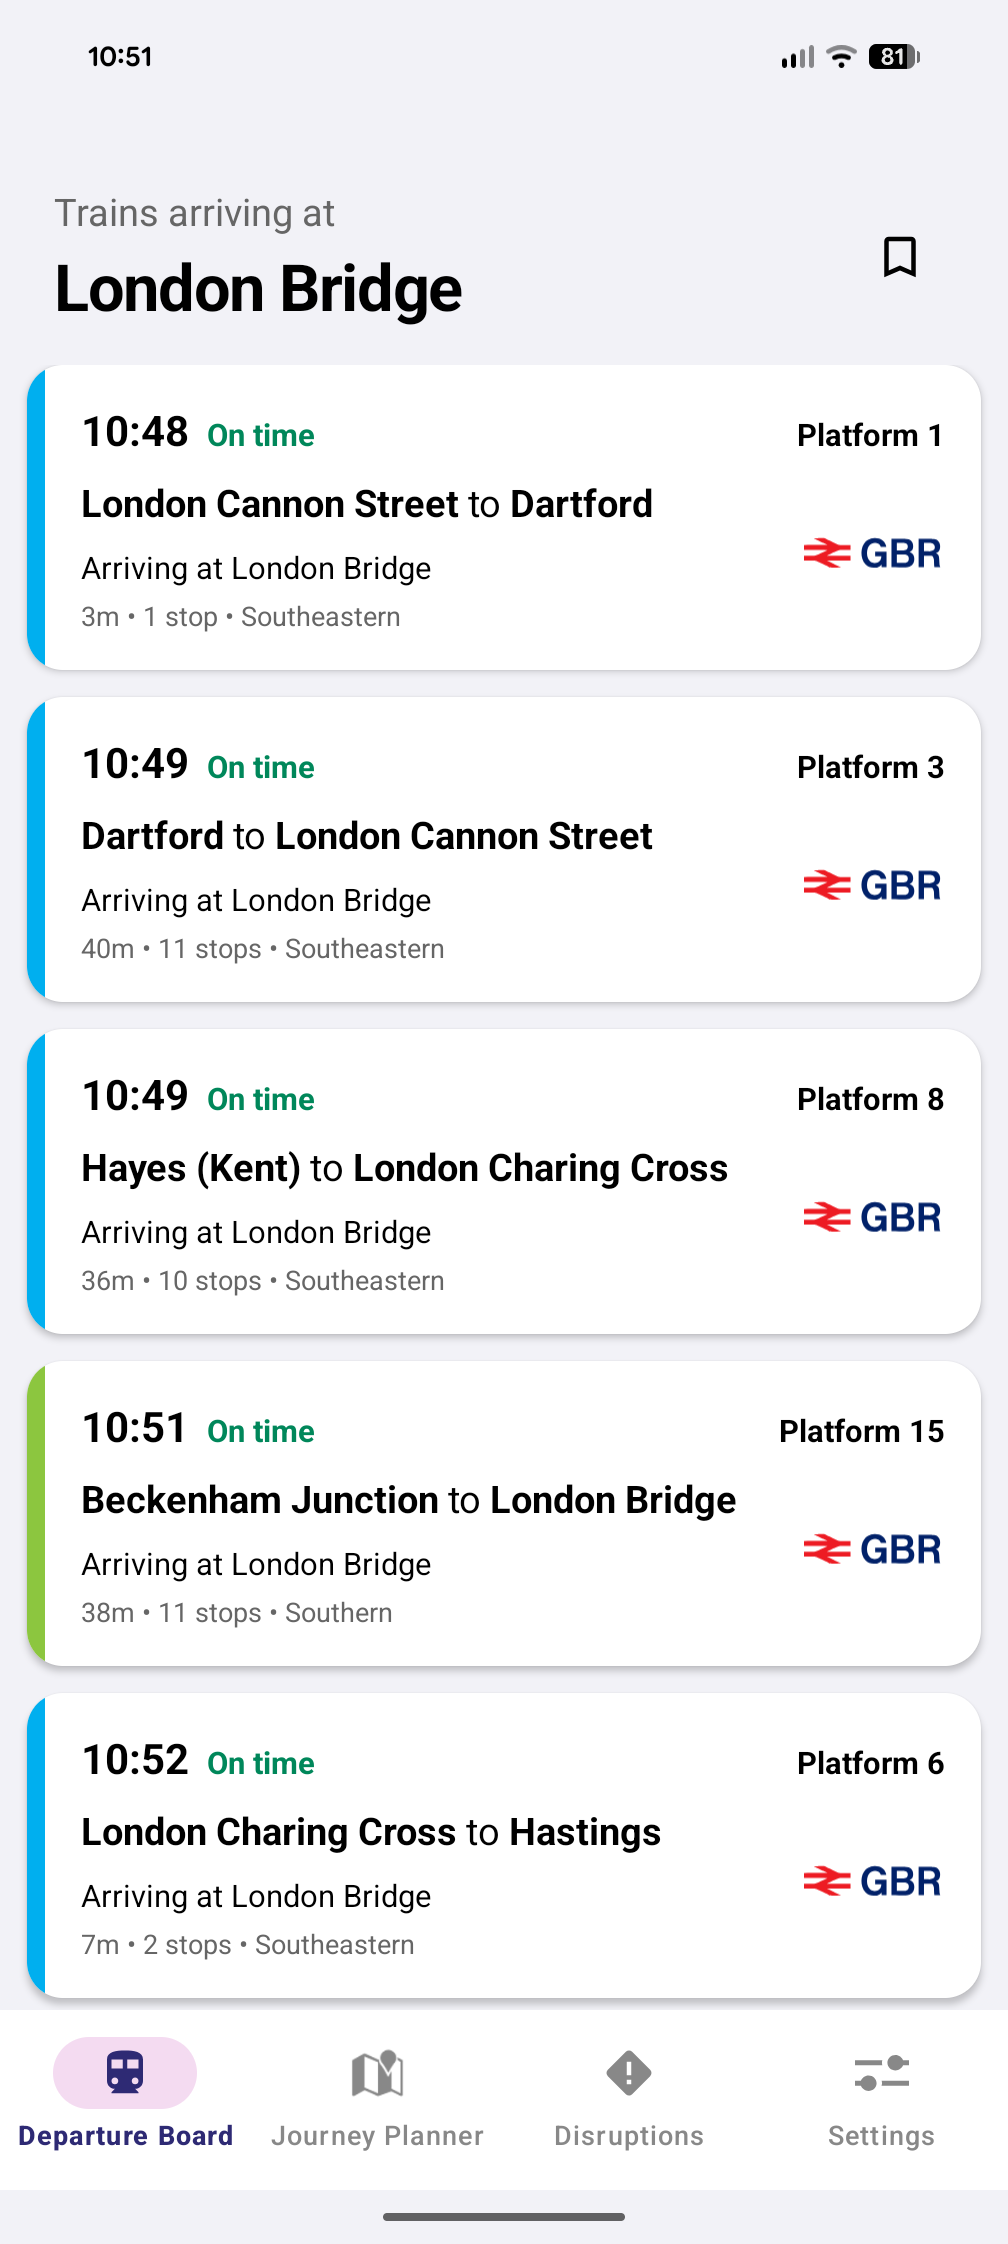 10:51
81
Trains arriving at
London Bridge
10:48 On time Platform 1
London Cannon Street to Dartford
GBR
Arriving at London Bridge
3m • 1 stop • Southeastern
10:49 On time Platform 3
Dartford to London Cannon Street
GBR
Arriving at London Bridge
40m • 11 stops • Southeastern
10:49 On time Platform 8
Hayes (Kent) to London Charing Cross
GBR
Arriving at London Bridge
36m • 10 stops • Southeastern
10:51 On time Platform 15
Beckenham Junction to London Bridge
GBR
Arriving at London Bridge
38m • 11 stops • Southern
10:52 On time Platform 6
London Charing Cross to Hastings
GBR
Arriving at London Bridge
7m • 2 stops • Southeastern
Departure Board Journey Planner Disruptions Settings